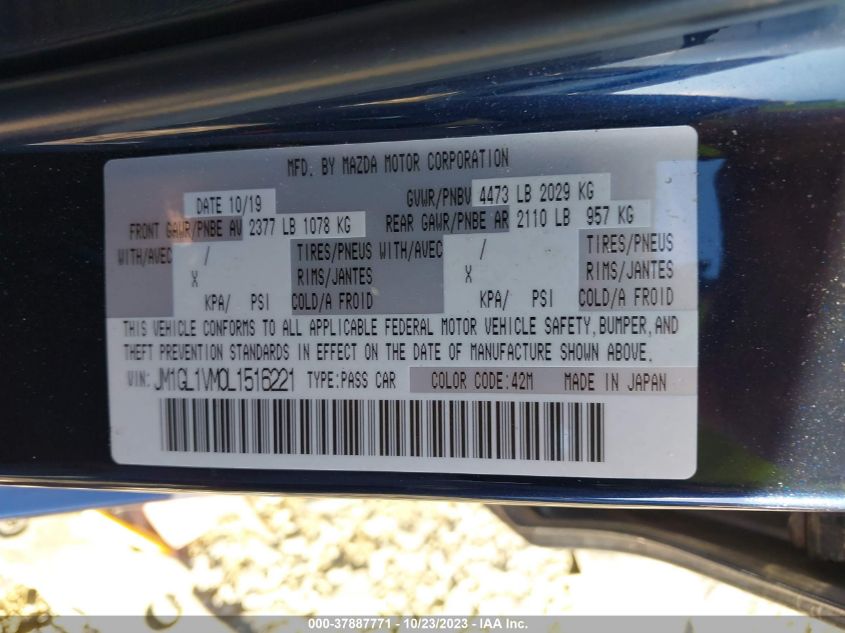 MFD. BY MAZDA MOTOR CORPORATION
DATE 10/19 GVWR/PNBV 4473 LB 2029 KG
FRONT GAWR/PNBE AV 2377 LB 1078 KG REAR GAWR/PNBE AR 2110 LB 957 KG
WITH/AVEC / TIRES/PNEUS WITH/AVEC / TIRES/PNEUS
X RIMS/JANTES X RIMS/JANTES
KPA/ PSI COLD/A FROID KPA/ PSI COLD/A FROID
THIS VEHICLE CONFORMS TO ALL APPLICABLE FEDERAL MOTOR VEHICLE SAFETY, BUMPER, AND
THEFT PREVENTION STANDARDS IN EFFECT ON THE DATE OF MANUFACTURE SHOWN ABOVE.
VIN: JM1GL1VM0L1516221 TYPE:PASS CAR COLOR CODE:42M MADE IN JAPAN
000-37887771 - 10/23/2023 - IAA Inc.